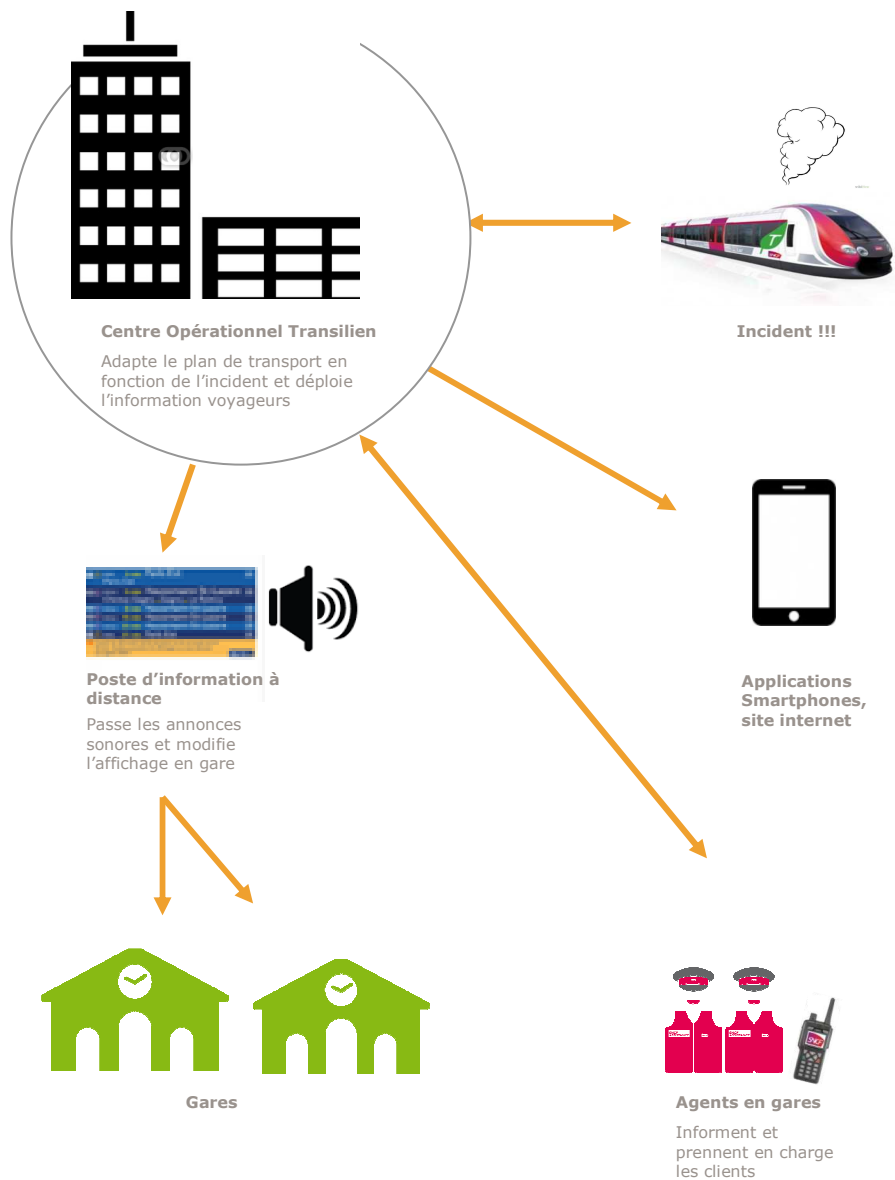 Centre Opérationnel Transilien
Adapte le plan de transport en
fonction de l'incident et déploie
l'information voyageurs
Incident !!!
Poste d'information à
distance
Passe les annonces
sonores et modifie
l'affichage en gare
Applications
Smartphones,
site internet
Gares
SNCF
Agents en gares
Informent et
prennent en charge
les clients